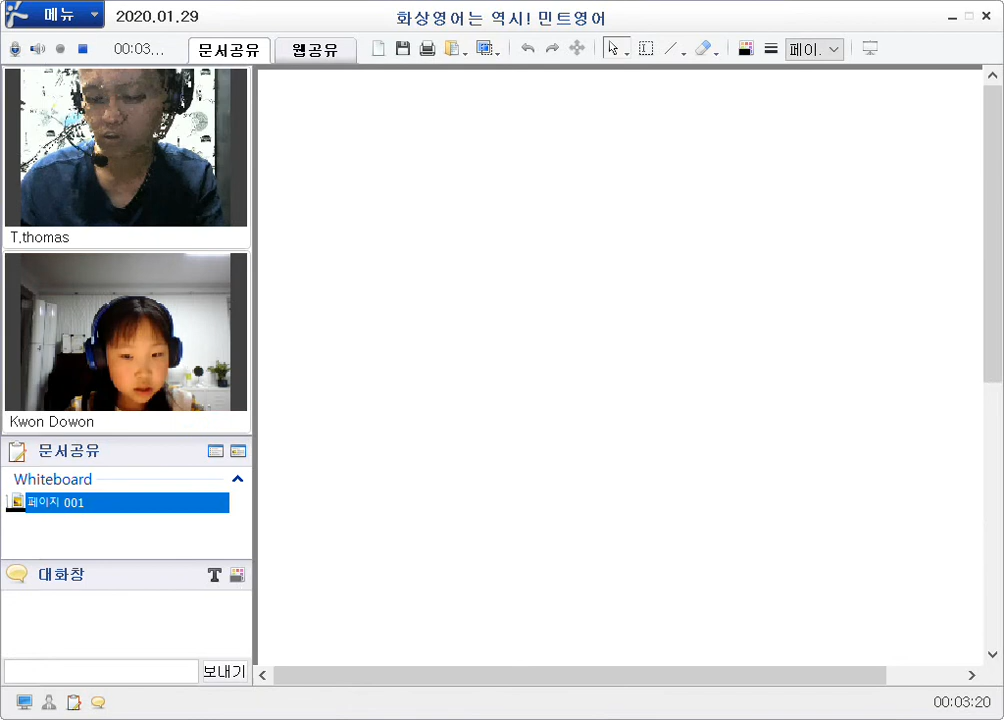 메뉴
2020.01.29
화상영어는 역시! 민트영어
00:03...
문서공유
웹공유
페이.
T.thomas
Kwon Dowon
문서공유
Whiteboard
페이지 001
대화창
T
보내기
00:03:20